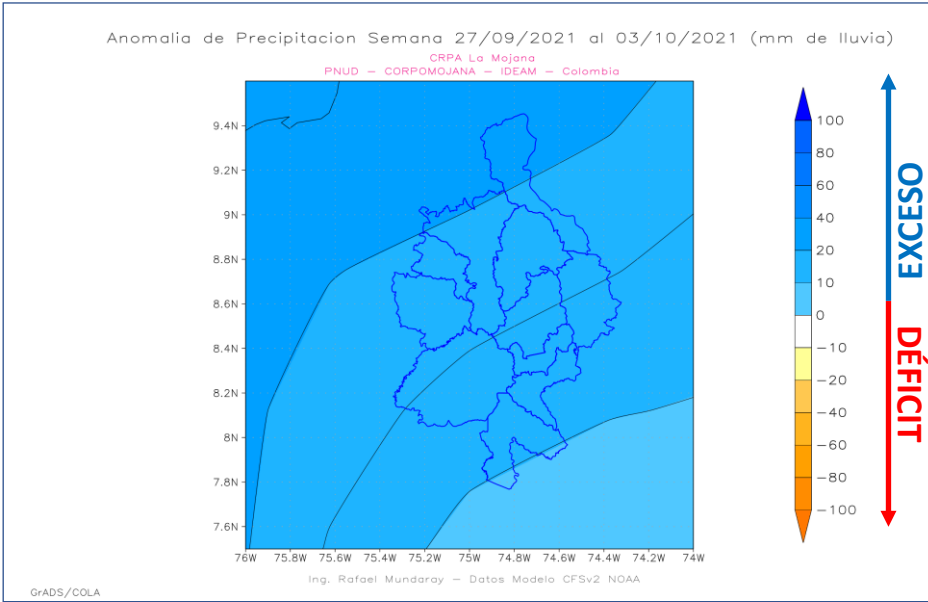 Anomalia de Precipitacion Semana 27/09/2021 al 03/10/2021 (mm de lluvia)
CRPA La Mojana
PNUD – CORPOMOJANA – IDEAM – Colombia
9.4N
9.2N
9N
8.8N
8.6N
8.4N
8.2N
8N
7.8N
7.6N
76W
75.8W
75.6W
75.4W
75.2W
75W
74.8W
74.6W
74.4W
74.2W
74W
100
80
60
40
20
10
0
−10
−20
−40
−60
−80
−100
EXCESO
DÉFICIT
Ing. Rafael Mundaray – Datos Modelo CFSv2 NOAA
GrADS/COLA